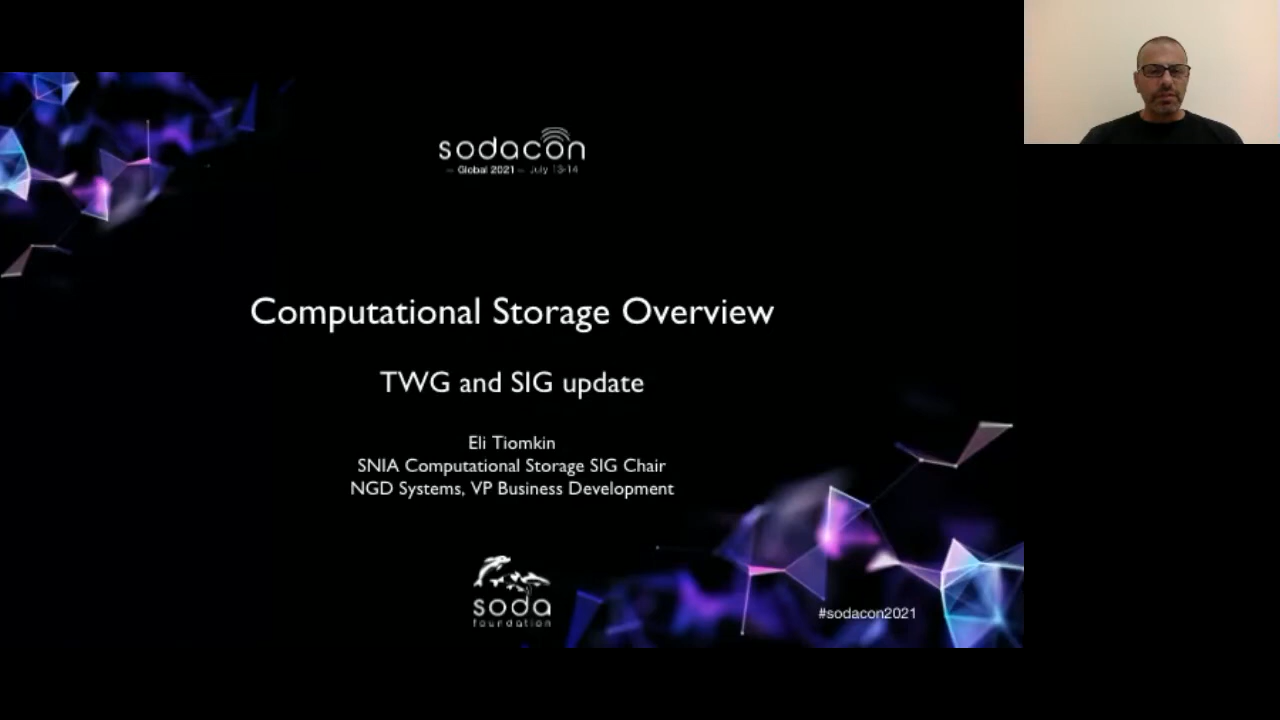 sodacon
— Global 2021 — July 13-14
Computational Storage Overview
TWG and SIG update
Eli Tiomkin
SNIA Computational Storage SIG Chair
NGD Systems, VP Business Development
soda
foundation
#sodacon2021